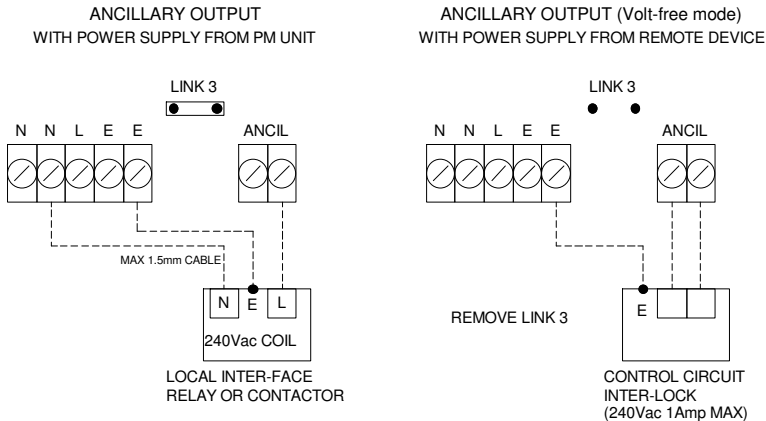 ANCILLARY OUTPUT
WITH POWER SUPPLY FROM PM UNIT
LINK 3
N N L E E
ANCIL
MAX 1.5mm CABLE
N E L
240Vac COIL
LOCAL INTER-FACE
RELAY OR CONTACTOR
ANCILLARY OUTPUT (Volt-free mode)
WITH POWER SUPPLY FROM REMOTE DEVICE
LINK 3
N N L E E
ANCIL
REMOVE LINK 3
E
CONTROL CIRCUIT
INTER-LOCK
(240Vac 1Amp MAX)